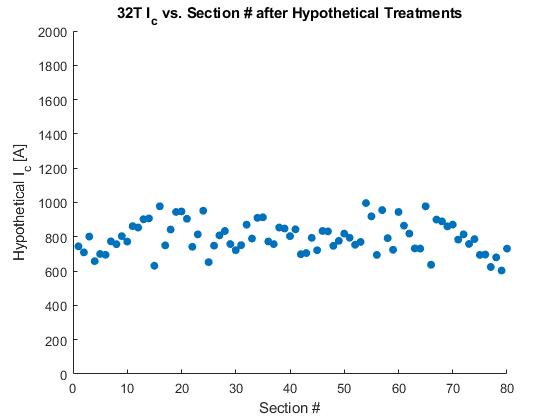 32T I_c vs. Section # after Hypothetical Treatments
Hypothetical I_c [A]
2000
1800
1600
1400
1200
1000
800
600
400
200
0
0 10 20 30 40 50 60 70 80
Section #